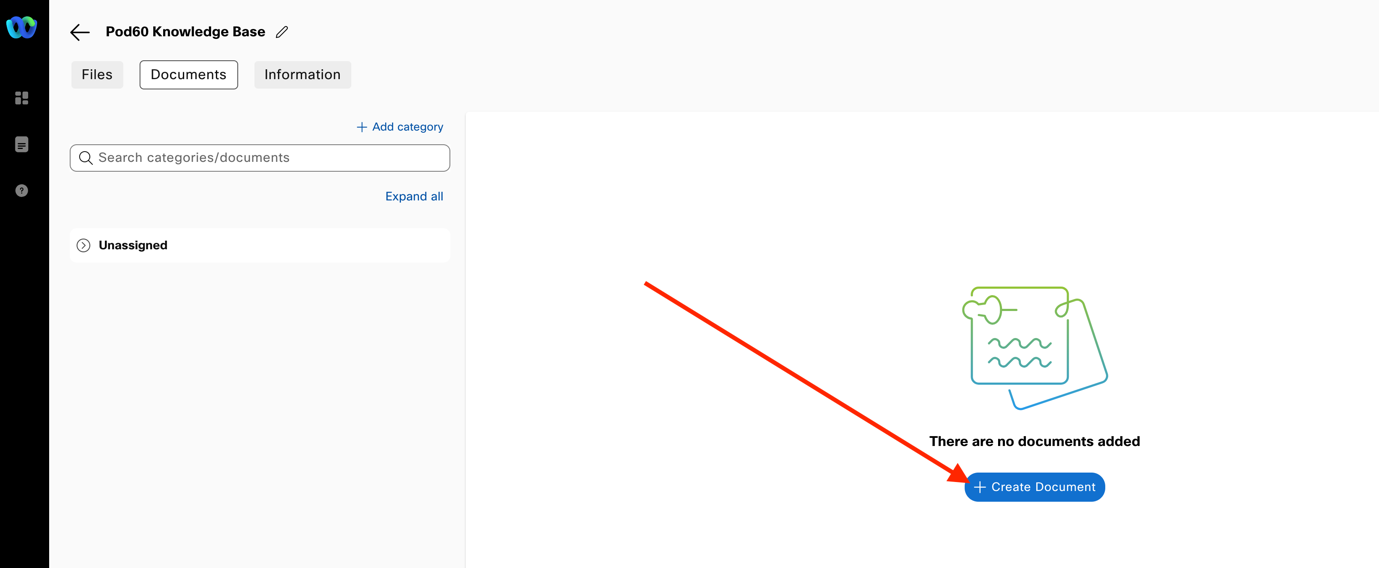 Pod60 Knowledge Base
Files
Documents
Information
Add category
Search categories/documents
Expand all
Unassigned
There are no documents added
Create Document